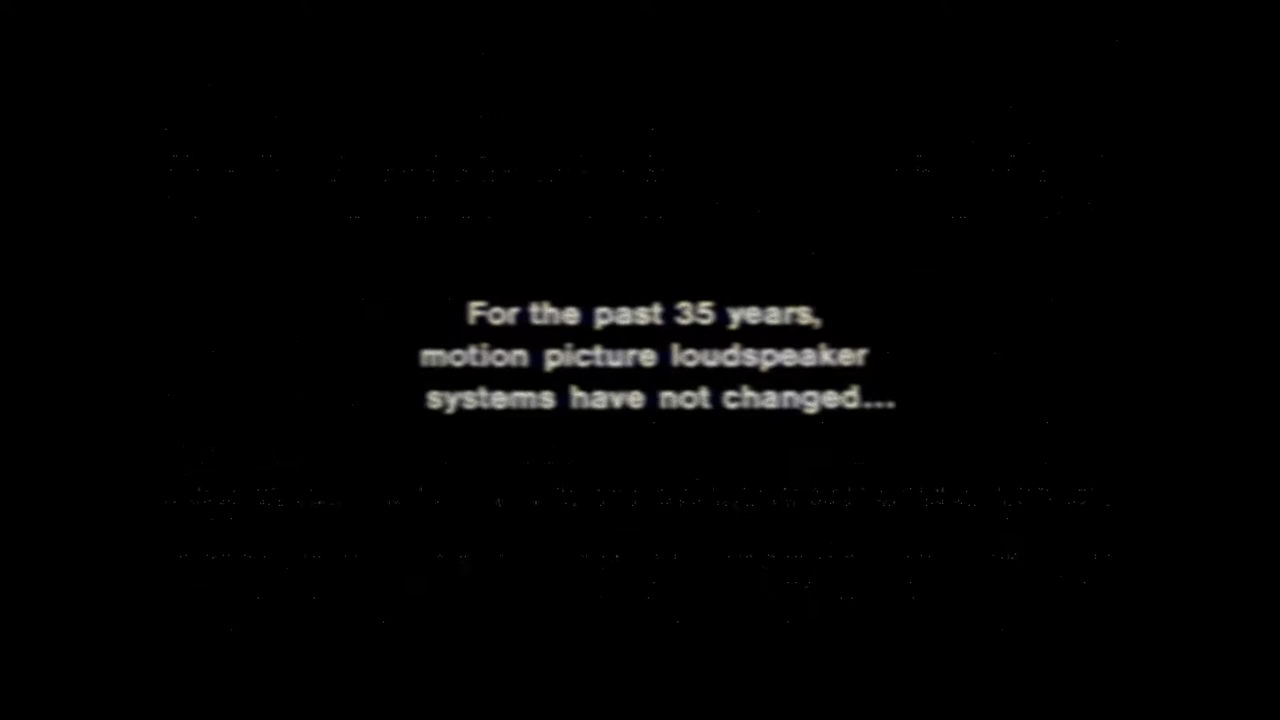 For the past 35 years,
motion picture loudspeaker
systems have not changed...